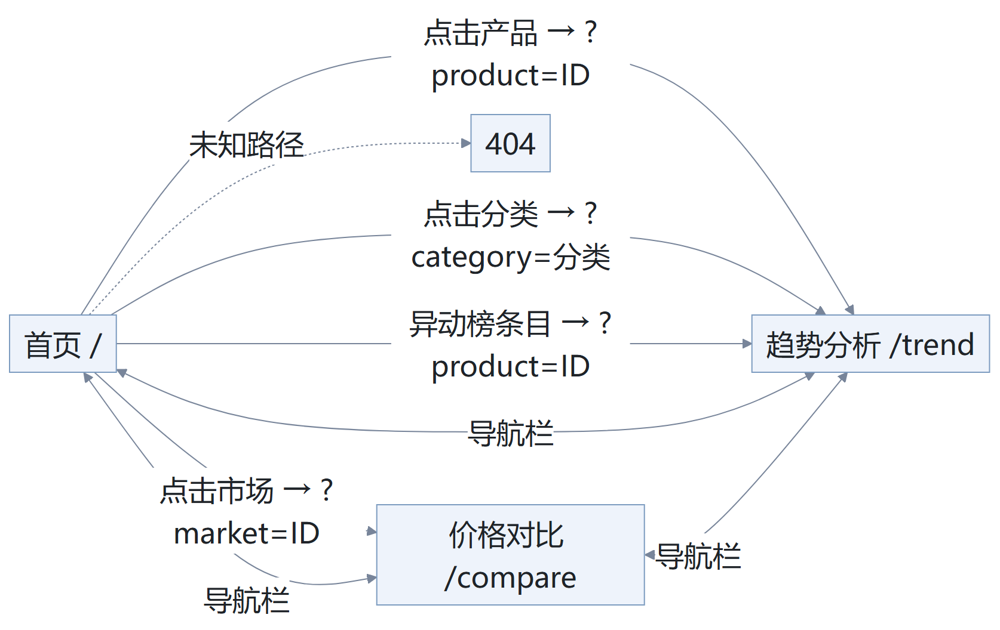 点击产品 → ?
product=ID
未知路径
404
点击分类 → ?
category=分类
异动榜条目 → ?
product=ID
首页 /
趋势分析 /trend
导航栏
点击市场 → ?
market=ID
价格对比
/compare
导航栏
导航栏